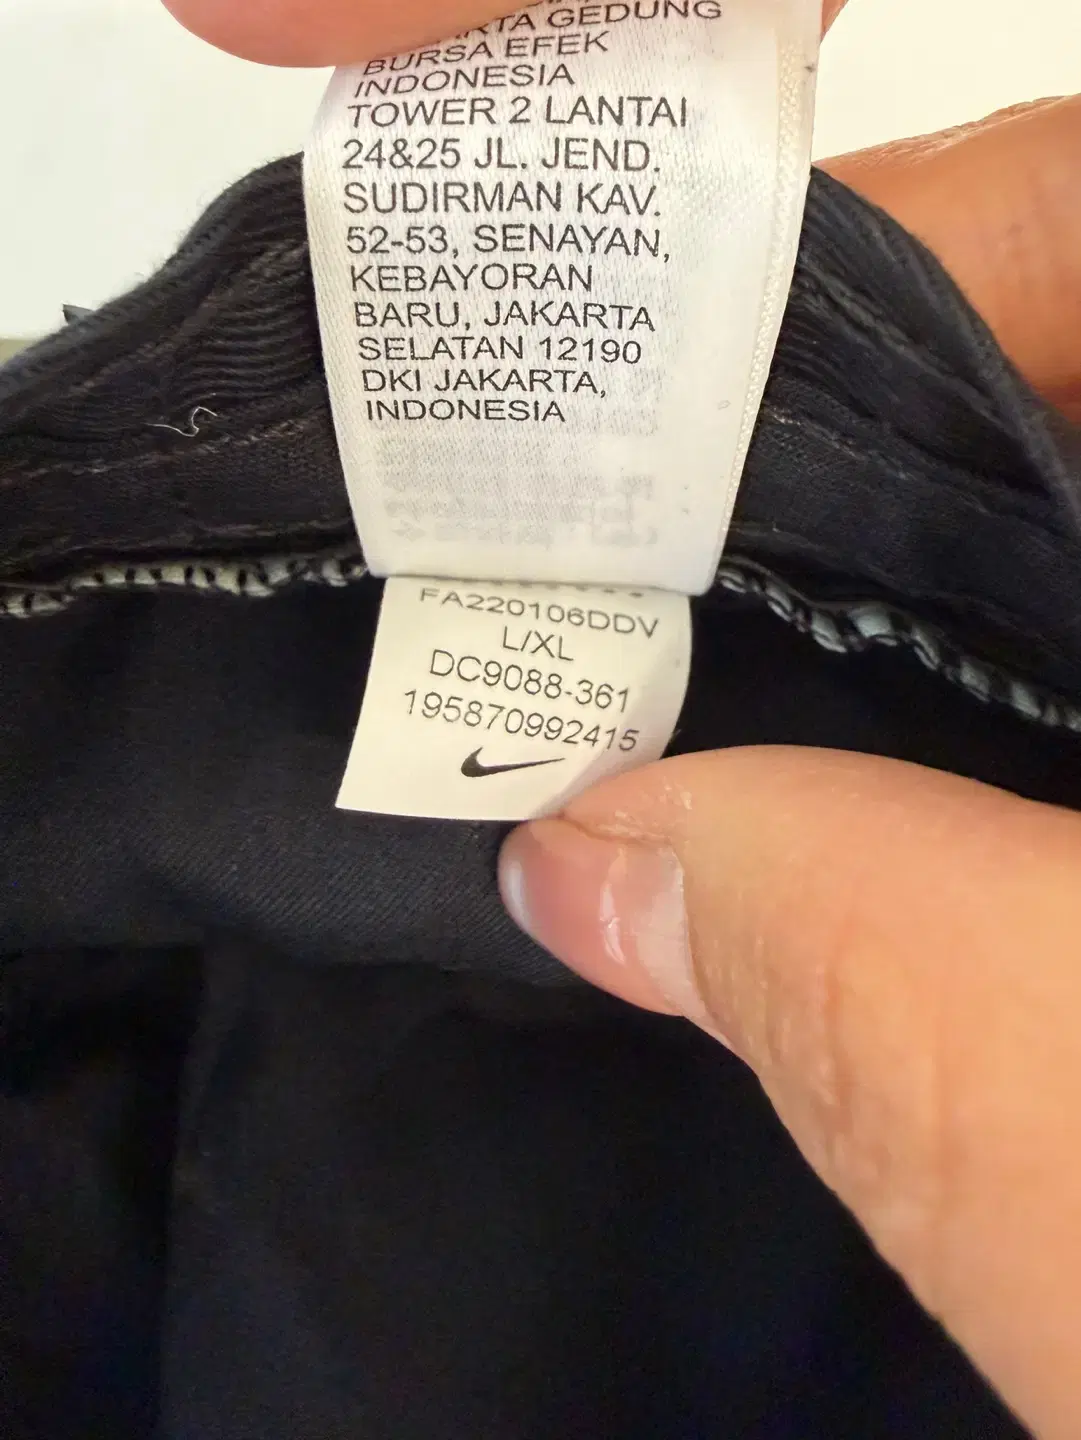 GEDUNG
BURSA EFEK
INDONESIA
TOWER 2 LANTAI
24&25 JL. JEND.
SUDIRMAN KAV.
52-53, SENAYAN,
KEBAYORAN
BARU, JAKARTA
SELATAN 12190
DKI JAKARTA,
INDONESIA
FA220106DDV
L/XL
DC9088-361
195870992415